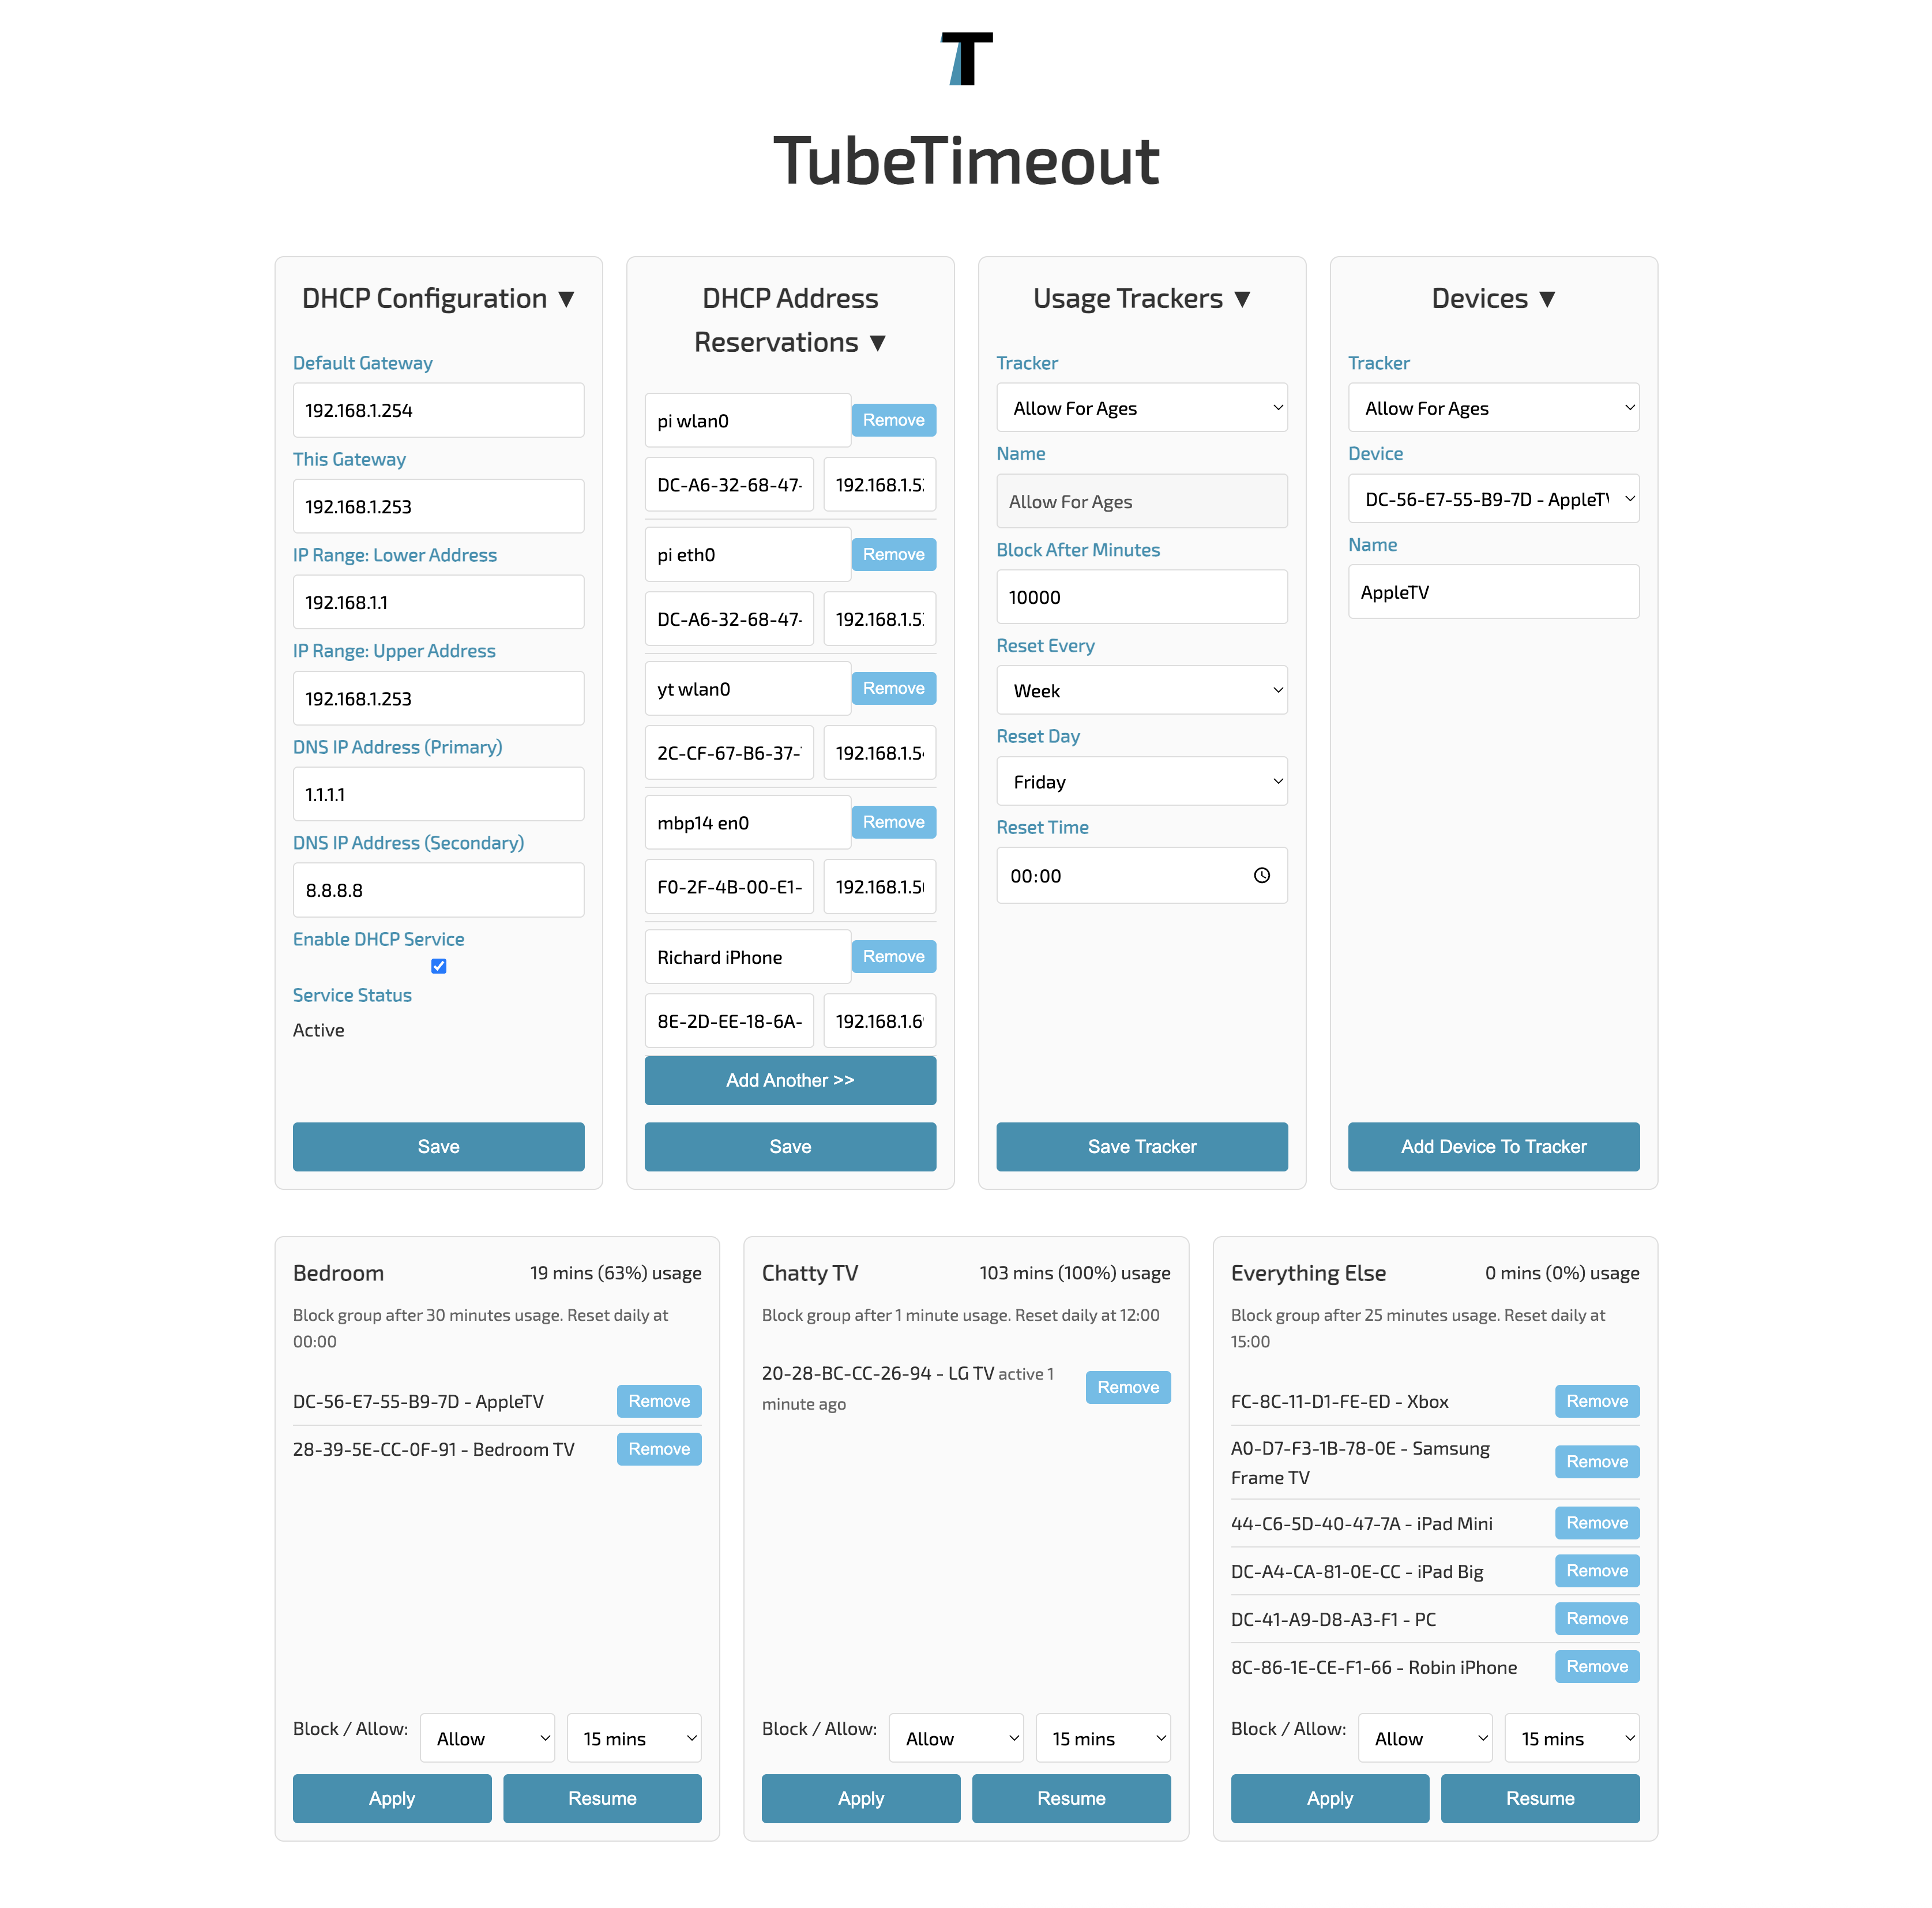 T
TubeTimeout
DHCP Configuration ▼
Default Gateway
192.168.1.254
This Gateway
192.168.1.253
IP Range: Lower Address
192.168.1.1
IP Range: Upper Address
192.168.1.253
DNS IP Address (Primary)
1.1.1.1
DNS IP Address (Secondary)
8.8.8.8
Enable DHCP Service
Service Status
Active
Save
DHCP Address
Reservations ▼
pi wlan0 Remove
DC-A6-32-68-47- 192.168.1.5
pi eth0 Remove
DC-A6-32-68-47- 192.168.1.5
yt wlan0 Remove
2C-CF-67-B6-37- 192.168.1.5
mbp14 en0 Remove
F0-2F-4B-00-E1- 192.168.1.5
Richard iPhone Remove
8E-2D-EE-18-6A- 192.168.1.6
Add Another >>
Save
Usage Trackers ▼
Tracker
Allow For Ages
Name
Allow For Ages
Block After Minutes
10000
Reset Every
Week
Reset Day
Friday
Reset Time
00:00
Save Tracker
Devices ▼
Tracker
Allow For Ages
Device
DC-56-E7-55-B9-7D - AppleTV
Name
AppleTV
Add Device To Tracker
Bedroom 19 mins (63%) usage
Block group after 30 minutes usage. Reset daily at
00:00
DC-56-E7-55-B9-7D - AppleTV Remove
28-39-5E-CC-0F-91 - Bedroom TV Remove
Block / Allow: Allow 15 mins
Apply Resume
Chatty TV 103 mins (100%) usage
Block group after 1 minute usage. Reset daily at 12:00
20-28-BC-CC-26-94 - LG TV active 1
minute ago
Remove
Block / Allow: Allow 15 mins
Apply Resume
Everything Else 0 mins (0%) usage
Block group after 25 minutes usage. Reset daily at
15:00
FC-8C-11-D1-FE-ED - Xbox Remove
A0-D7-F3-1B-78-0E - Samsung
Frame TV
Remove
44-C6-5D-40-47-7A - iPad Mini Remove
DC-A4-CA-81-0E-CC - iPad Big Remove
DC-41-A9-D8-A3-F1 - PC Remove
8C-86-1E-CE-F1-66 - Robin iPhone Remove
Block / Allow: Allow 15 mins
Apply Resume